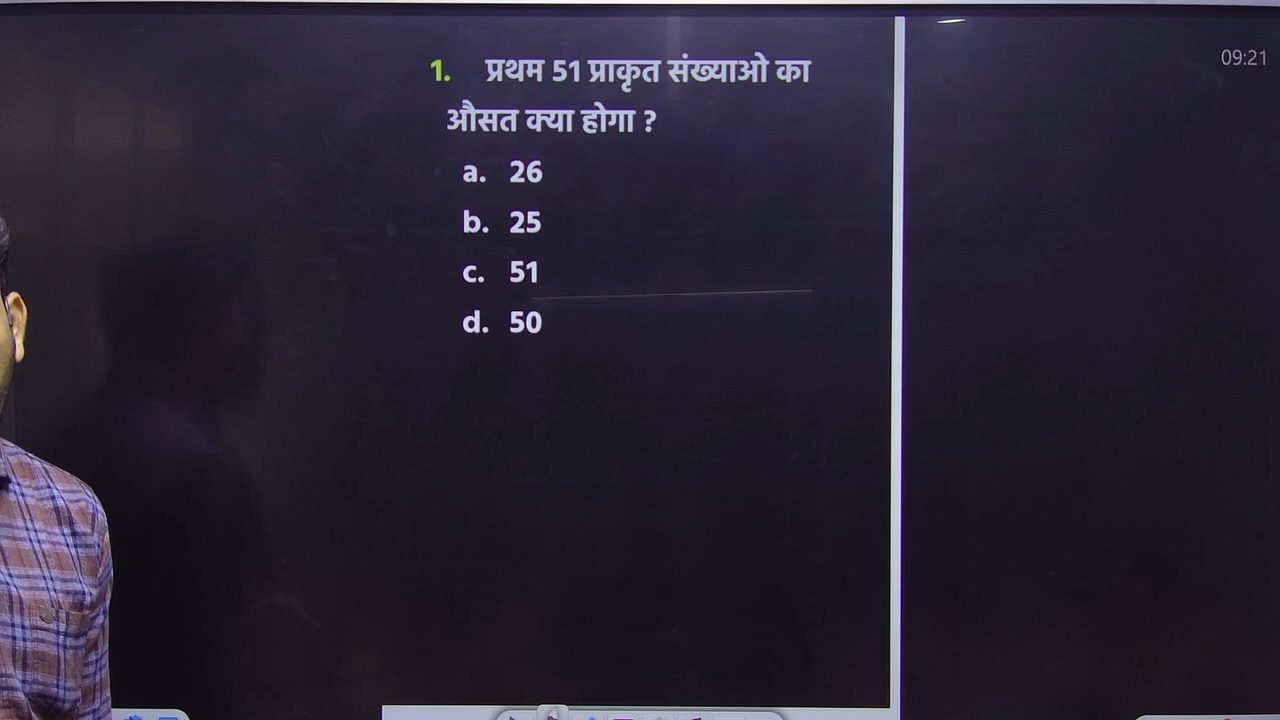 1. प्रथम 51 प्राकृत संख्याओ का
औसत क्या होगा ?
a. 26
b. 25
c. 51
d. 50
09:21